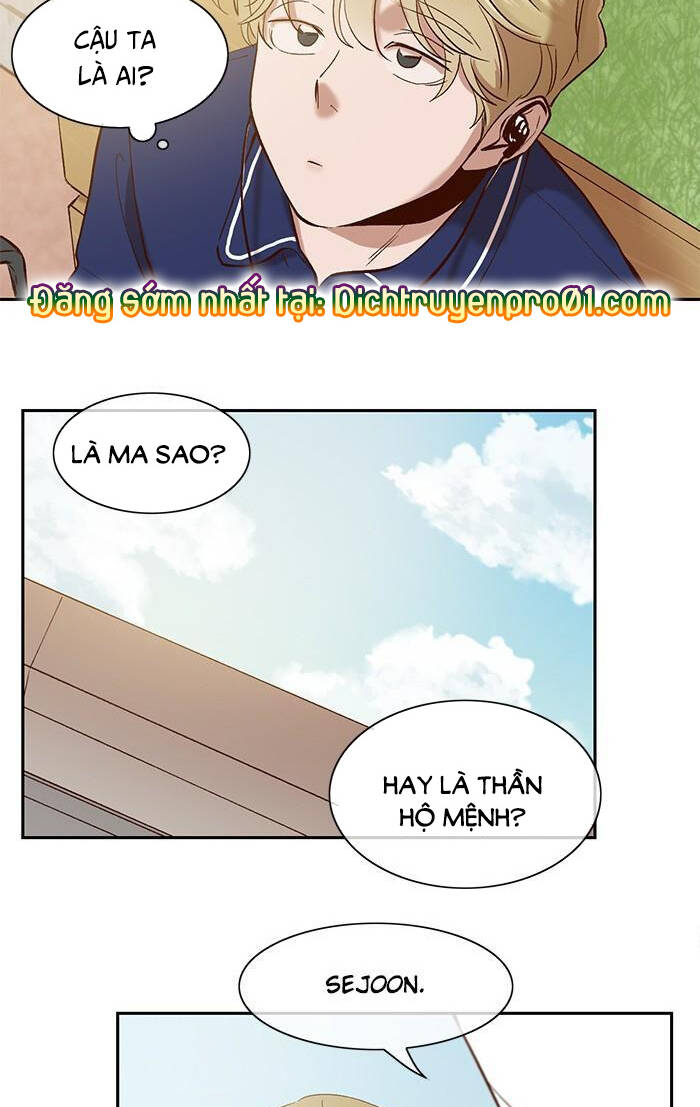 CẬU TA
LÀ AI?
Đăng sớm nhất tại: Dichtruyenpro01.com
LÀ MA SAO?
HAY LÀ THẦN
HỘ MỆNH?
SEJOON.